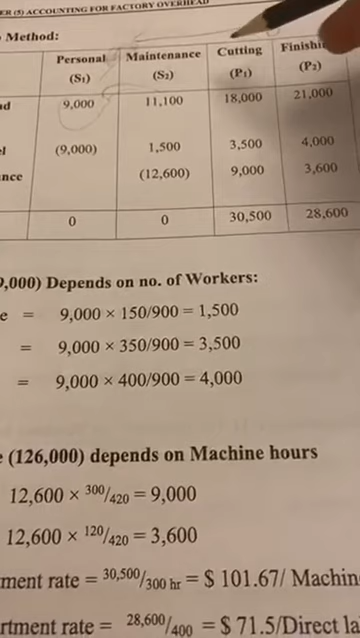 ER (5) ACCOUNTING FOR FACTORY OVERHEAD
Method:
Personal Maintenance Cutting Finishi
(S₁) (S₂) (P₁) (P₂)
ad 9,000 11,100 18,000 21,000
el (9,000) 1,500 3,500 4,000
nce (12,600) 9,000 3,600
0 0 30,500 28,600
9,000) Depends on no. of Workers:
e = 9,000 × 150/900 = 1,500
= 9,000 × 350/900 = 3,500
= 9,000 × 400/900 = 4,000
e (126,000) depends on Machine hours
12,600 × 300/420 = 9,000
12,600 × 120/420 = 3,600
ment rate = 30,500/300 hr = $ 101.67/ Machin
rtment rate = 28,600/400 = $ 71.5/Direct la